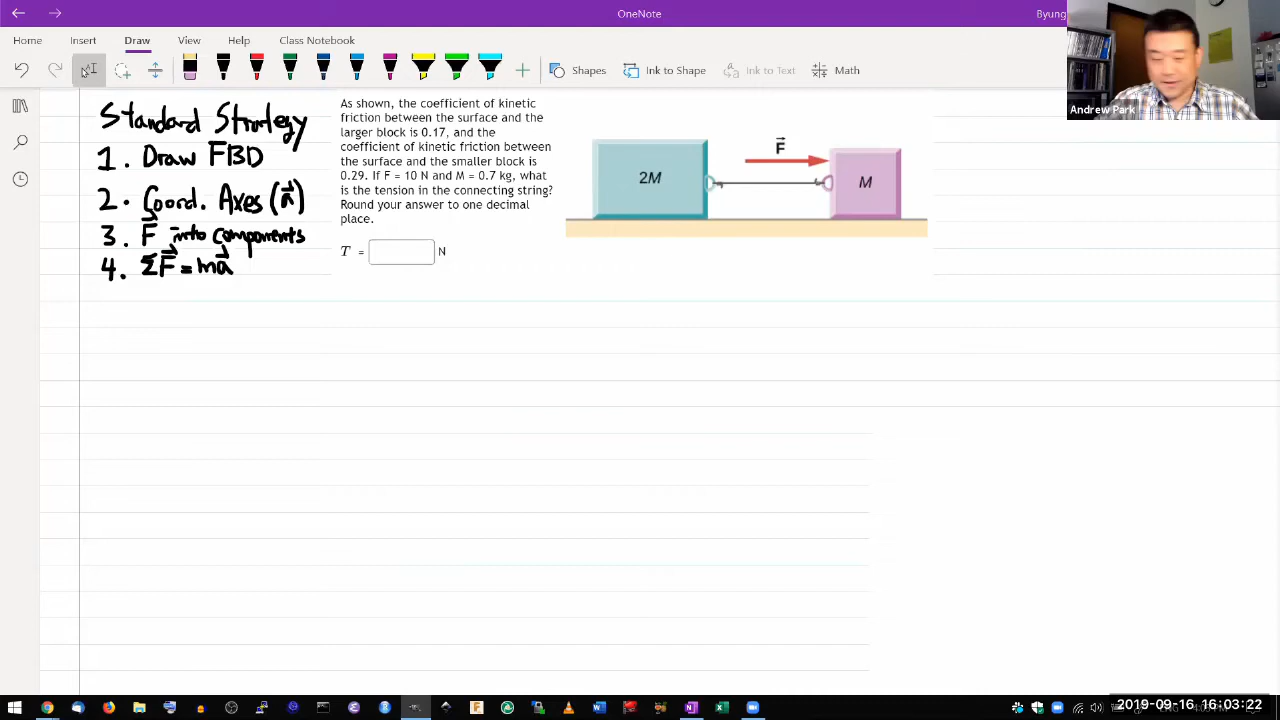 OneNote
Byung
Home
Insert
Draw
View
Help
Class Notebook
Shapes
Ink to Shape
Ink to Text
Math
Andrew Park
Standard Strategy
1. Draw FBD
2. Coord. Axes (a⃗)
3. F⃗ into components
4. ΣF⃗ = ma⃗
As shown, the coefficient of kinetic
friction between the surface and the
larger block is 0.17, and the
coefficient of kinetic friction between
the surface and the smaller block is
0.29. If F = 10 N and M = 0.7 kg, what
is the tension in the connecting string?
Round your answer to one decimal
place.
T = N
2M
F⃗
M
2019-09-16 16:03:22